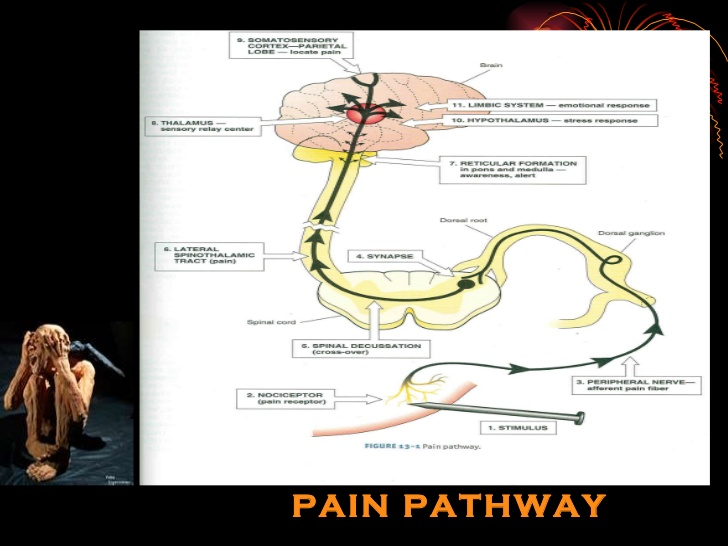 9. SOMATOSENSORY
CORTEX—PARIETAL
LOBE — locate pain
Brain
11. LIMBIC SYSTEM — emotional response
10. HYPOTHALAMUS — stress response
8. THALAMUS —
sensory relay center
7. RETICULAR FORMATION
in pons and medulla —
awareness, alert
Dorsal root
Dorsal ganglion
6. LATERAL
SPINOTHALAMIC
TRACT (pain)
4. SYNAPSE
Spinal cord
5. SPINAL DECUSSATION
(cross-over)
3. PERIPHERAL NERVE—
afferent pain fiber
2. NOCICEPTOR
(pain receptor)
1. STIMULUS
FIGURE 13–1 Pain pathway.
PAIN PATHWAY